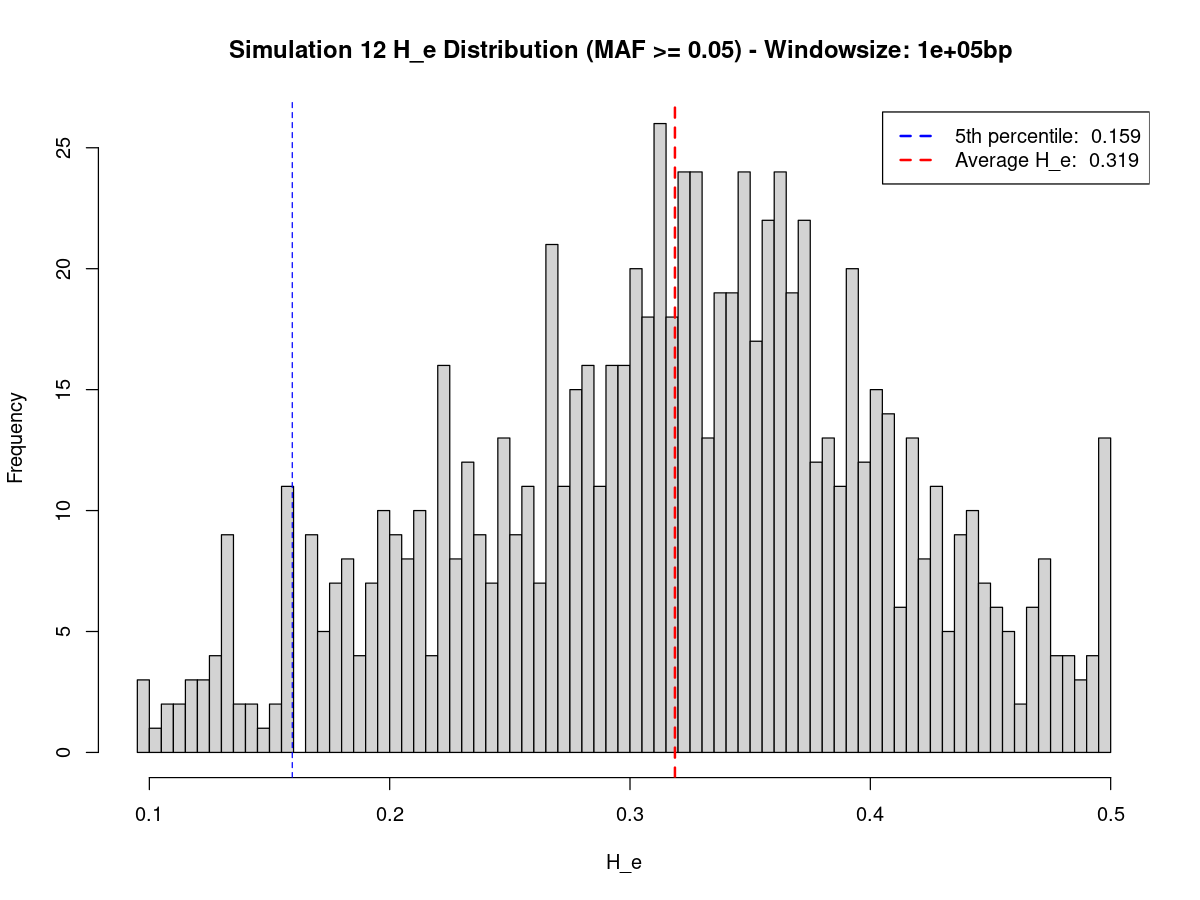 Simulation 12 H_e Distribution (MAF >= 0.05) - Windowsize: 1e+05bp
5th percentile: 0.159
Average H_e: 0.319
Frequency
25
20
15
10
5
0
0.1 0.2 0.3 0.4 0.5
H_e